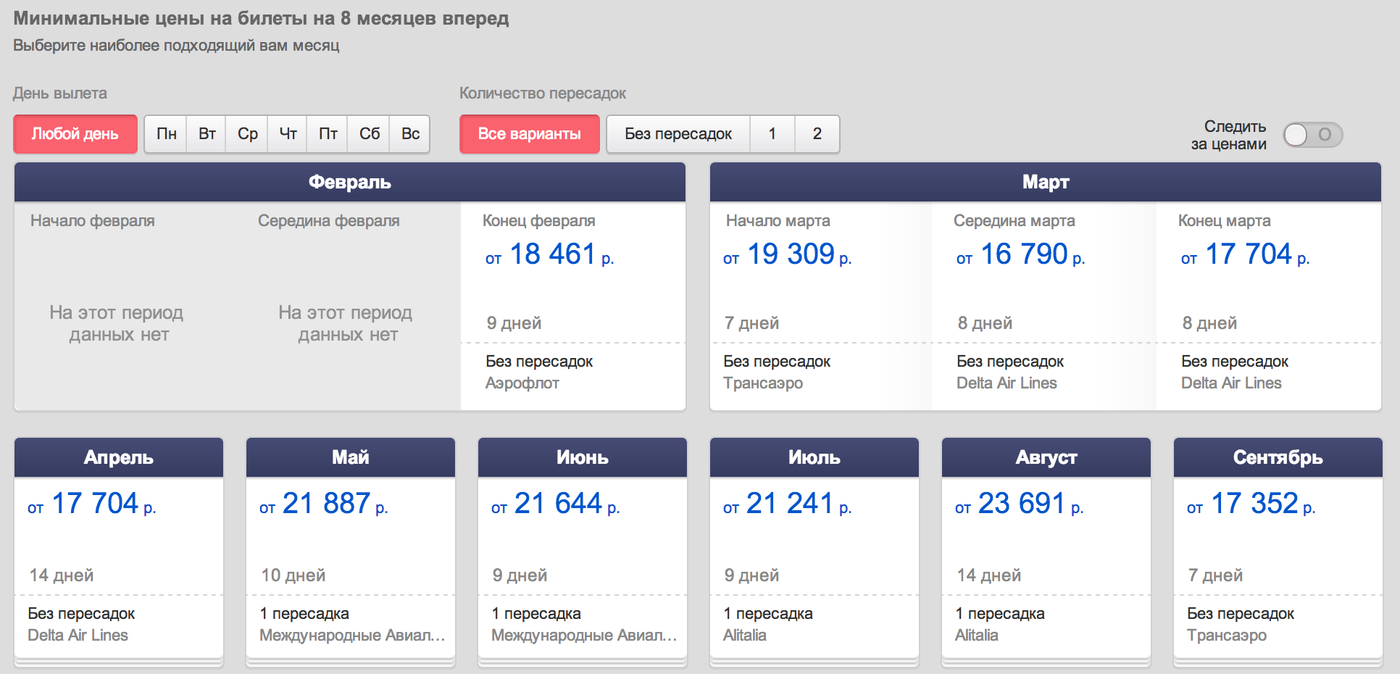 Минимальные цены на билеты на 8 месяцев вперед
Выберите наиболее подходящий вам месяц
День вылета
Количество пересадок
Любой день Пн Вт Ср Чт Пт Сб Вс
Все варианты Без пересадок 1 2
Следить
за ценами
Февраль
Начало февраля
На этот период
данных нет
Середина февраля
На этот период
данных нет
Конец февраля
от 18 461 р.
9 дней
Без пересадок
Аэрофлот
Март
Начало марта
от 19 309 р.
7 дней
Без пересадок
Трансаэро
Середина марта
от 16 790 р.
8 дней
Без пересадок
Delta Air Lines
Конец марта
от 17 704 р.
8 дней
Без пересадок
Delta Air Lines
Апрель
от 17 704 р.
14 дней
Без пересадок
Delta Air Lines
Май
от 21 887 р.
10 дней
1 пересадка
Международные Авиал...
Июнь
от 21 644 р.
9 дней
1 пересадка
Международные Авиал...
Июль
от 21 241 р.
9 дней
1 пересадка
Alitalia
Август
от 23 691 р.
14 дней
1 пересадка
Alitalia
Сентябрь
от 17 352 р.
7 дней
Без пересадок
Трансаэро